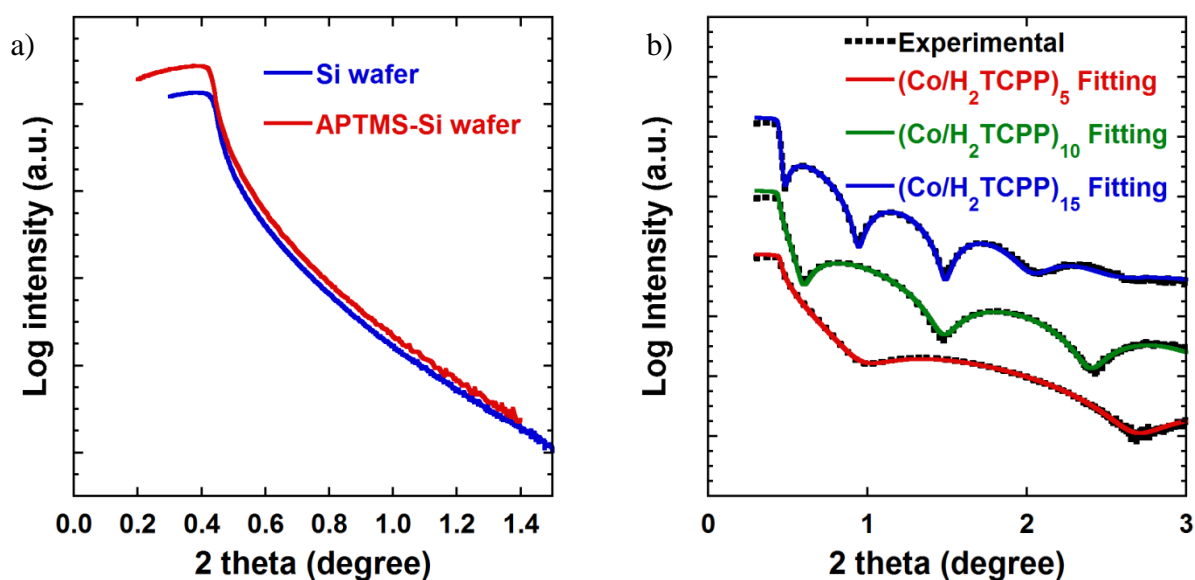 a)
Log intensity (a.u.)
Si wafer
APTMS-Si wafer
0.0 0.2 0.4 0.6 0.8 1.0 1.2 1.4
2 theta (degree)
b)
Log Intensity (a.u.)
Experimental
(Co/H₂TCPP)₅ Fitting
(Co/H₂TCPP)₁₀ Fitting
(Co/H₂TCPP)₁₅ Fitting
0 1 2 3
2 theta (degree)